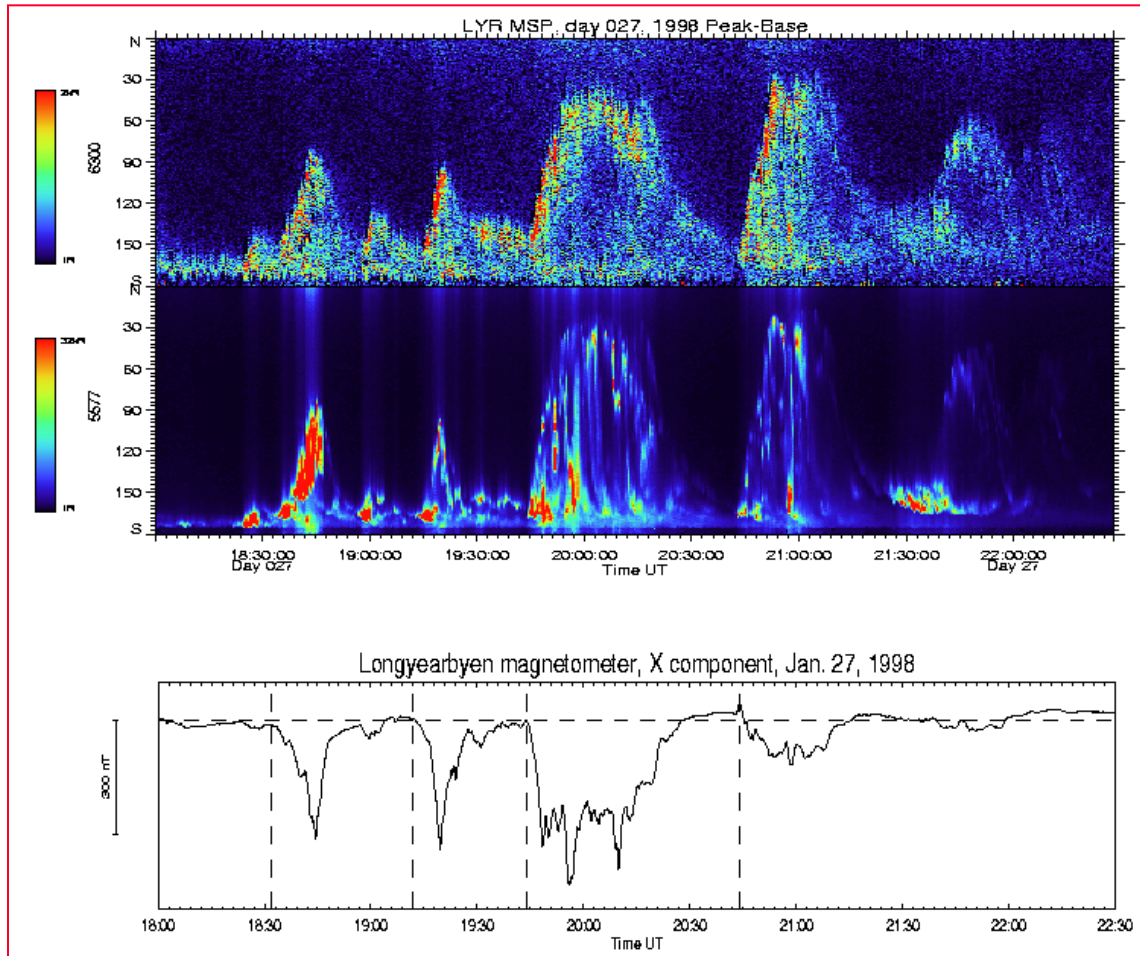 LYR MSP, day 027, 1998 Peak-Base
N
30
60
90
120
150
S
6300
N
30
60
90
120
150
S
5577
18:30:00 19:00:00 19:30:00 20:00:00 20:30:00 21:00:00 21:30:00 22:00:00
Day 027 Time UT Day 27
Longyearbyen magnetometer, X component, Jan. 27, 1998
300 nT
18:00 18:30 19:00 19:30 20:00 20:30 21:00 21:30 22:00 22:30
Time UT